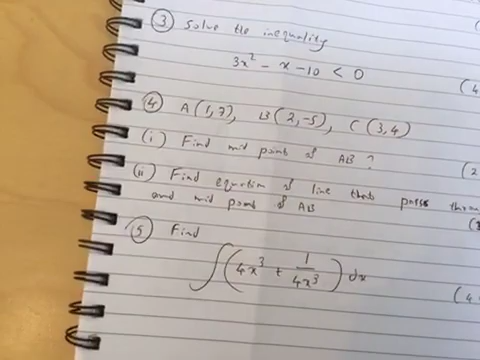 ③ Solve the inequality
3x² - x - 10 < 0
(4
④ A(1,7), B(2,-5), C(3,4)
(i) Find mid point of AB?
(2
(ii) Find equation of line that passes
and mid point of AB
⑤ Find
∫(4x³ + 1/4x³) dx
(4